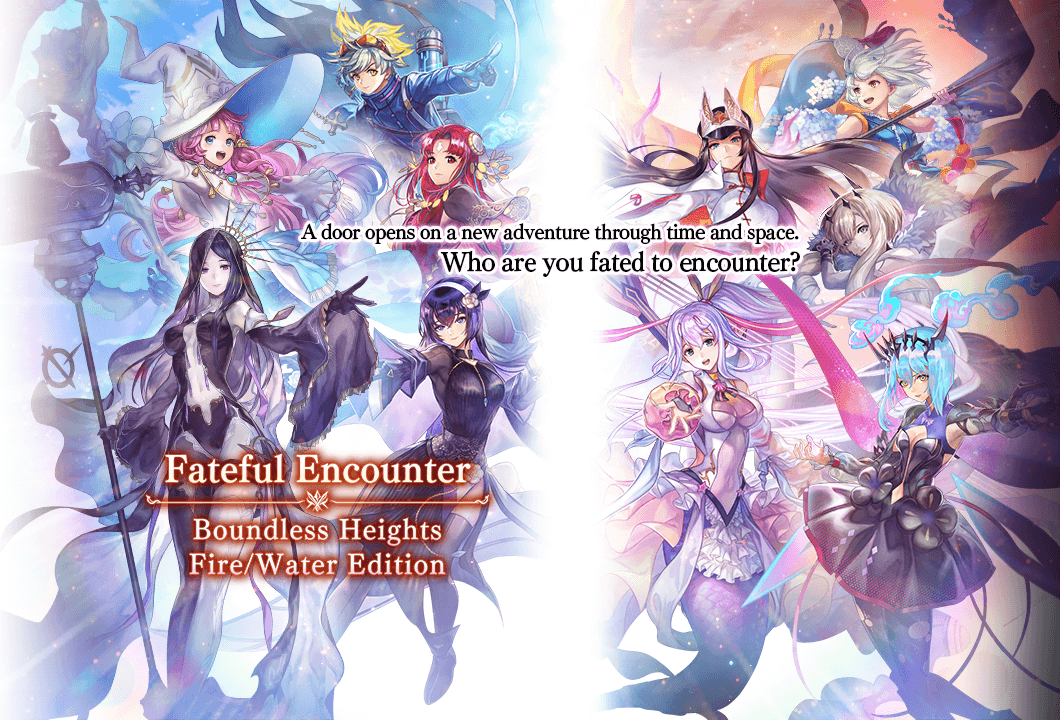 A door opens on a new adventure through time and space.
Who are you fated to encounter?
Fateful Encounter
Boundless Heights
Fire/Water Edition